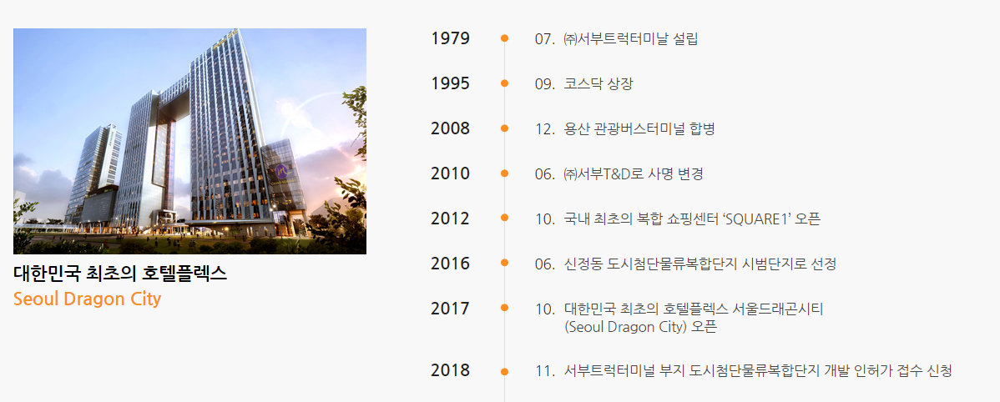 대한민국 최초의 호텔플렉스
Seoul Dragon City
1979 07. ㈜서부트럭터미날 설립
1995 09. 코스닥 상장
2008 12. 용산 관광버스터미널 합병
2010 06. ㈜서부T&D로 사명 변경
2012 10. 국내 최초의 복합 쇼핑센터 ‘SQUARE1’ 오픈
2016 06. 신정동 도시첨단물류복합단지 시범단지로 선정
2017 10. 대한민국 최초의 호텔플렉스 서울드래곤시티
(Seoul Dragon City) 오픈
2018 11. 서부트럭터미널 부지 도시첨단물류복합단지 개발 인허가 접수 신청